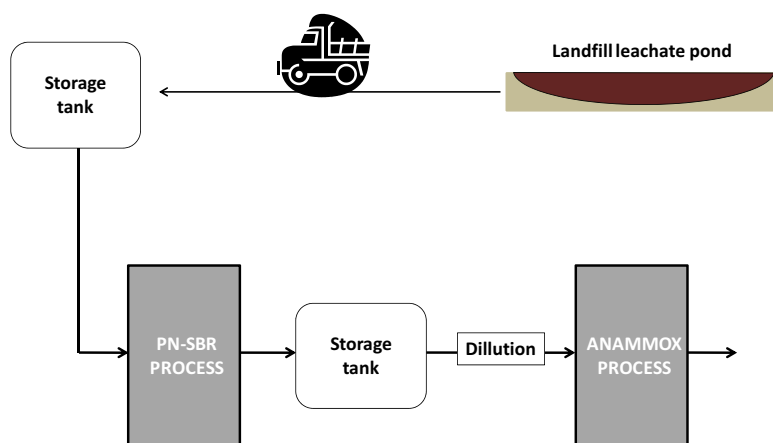 Landfill leachate pond
Storage
tank
PN-SBR
PROCESS
Storage
tank
Dillution
ANAMMOX
PROCESS